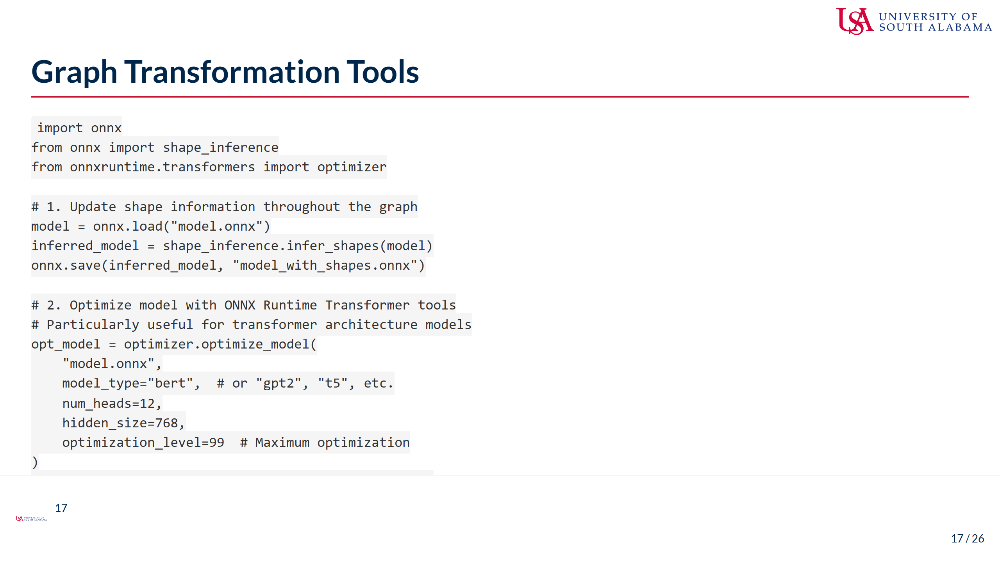 USA UNIVERSITY OF
SOUTH ALABAMA
Graph Transformation Tools
import onnx
from onnx import shape_inference
from onnxruntime.transformers import optimizer
# 1. Update shape information throughout the graph
model = onnx.load("model.onnx")
inferred_model = shape_inference.infer_shapes(model)
onnx.save(inferred_model, "model_with_shapes.onnx")
# 2. Optimize model with ONNX Runtime Transformer tools
# Particularly useful for transformer architecture models
opt_model = optimizer.optimize_model(
    "model.onnx",
    model_type="bert",  # or "gpt2", "t5", etc.
    num_heads=12,
    hidden_size=768,
    optimization_level=99  # Maximum optimization
)
17
USA UNIVERSITY OF
SOUTH ALABAMA
17 / 26